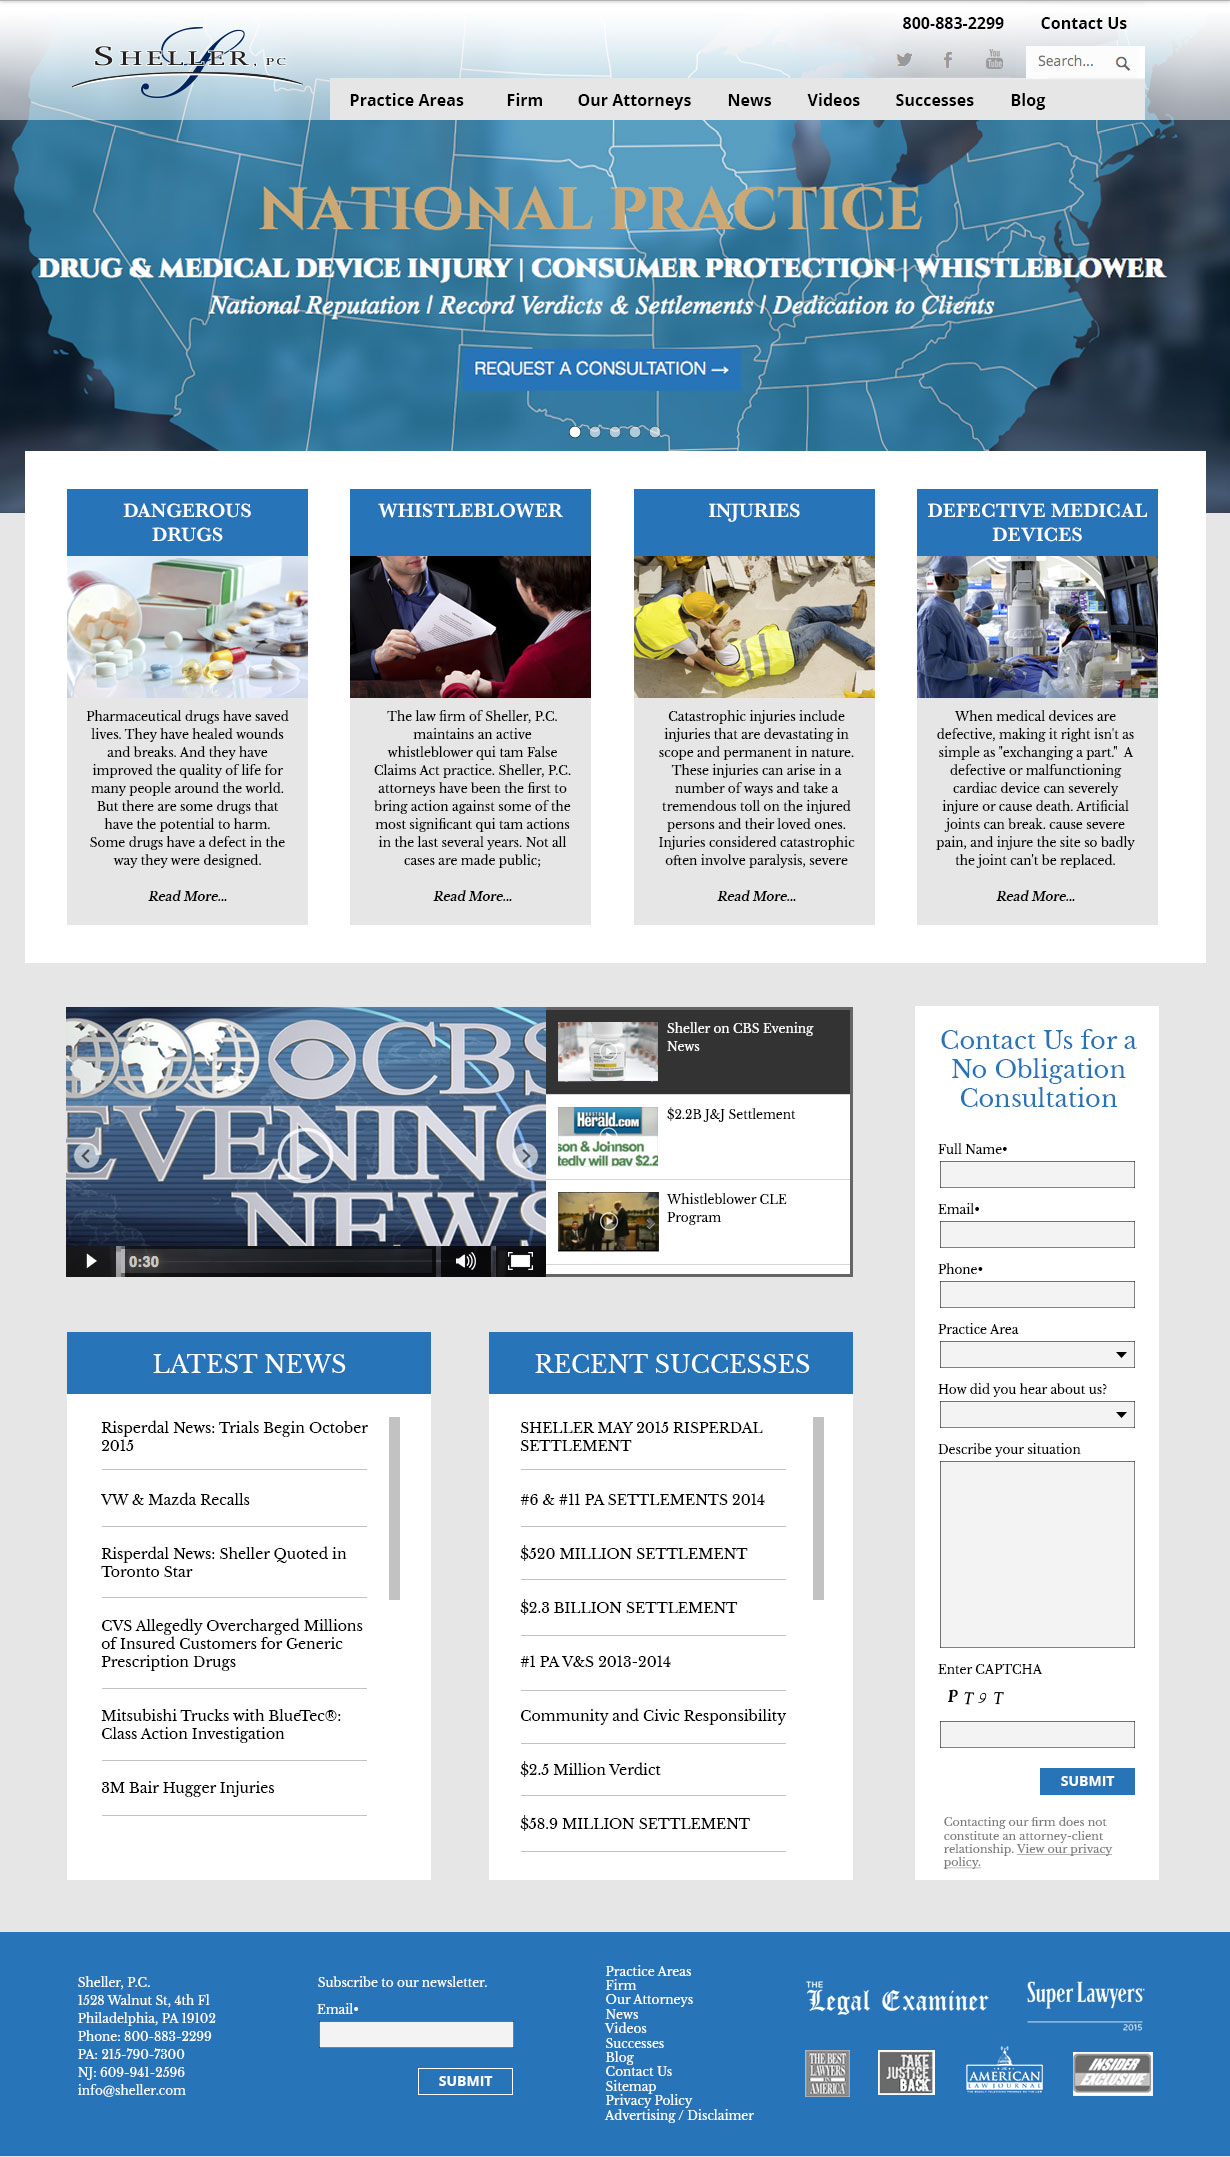 800-883-2299 Contact Us
SHELLER, PC
You
Tube
Search...
Practice Areas Firm Our Attorneys News Videos Successes Blog
NATIONAL PRACTICE
DRUG & MEDICAL DEVICE INJURY | CONSUMER PROTECTION | WHISTLEBLOWER
National Reputation | Record Verdicts & Settlements | Dedication to Clients
REQUEST A CONSULTATION →
DANGEROUS
DRUGS
Pharmaceutical drugs have saved
lives. They have healed wounds
and breaks. And they have
improved the quality of life for
many people around the world.
But there are some drugs that
have the potential to harm.
Some drugs have a defect in the
way they were designed.
Read More...
WHISTLEBLOWER
The law firm of Sheller, P.C.
maintains an active
whistleblower qui tam False
Claims Act practice. Sheller, P.C.
attorneys have been the first to
bring action against some of the
most significant qui tam actions
in the last several years. Not all
cases are made public;
Read More...
INJURIES
Catastrophic injuries include
injuries that are devastating in
scope and permanent in nature.
These injuries can arise in a
number of ways and take a
tremendous toll on the injured
persons and their loved ones.
Injuries considered catastrophic
often involve paralysis, severe
Read More...
DEFECTIVE MEDICAL
DEVICES
When medical devices are
defective, making it right isn't as
simple as "exchanging a part." A
defective or malfunctioning
cardiac device can severely
injure or cause death. Artificial
joints can break. cause severe
pain, and injure the site so badly
the joint can't be replaced.
Read More...
CBS
EVENING
NEWS
0:30
Sheller on CBS Evening
News
Herald.com
son & Johnson
tedly will pay $2.2
$2.2B J&J Settlement
Whistleblower CLE
Program
LATEST NEWS
Risperdal News: Trials Begin October
2015
VW & Mazda Recalls
Risperdal News: Sheller Quoted in
Toronto Star
CVS Allegedly Overcharged Millions
of Insured Customers for Generic
Prescription Drugs
Mitsubishi Trucks with BlueTec®:
Class Action Investigation
3M Bair Hugger Injuries
RECENT SUCCESSES
SHELLER MAY 2015 RISPERDAL
SETTLEMENT
#6 & #11 PA SETTLEMENTS 2014
$520 MILLION SETTLEMENT
$2.3 BILLION SETTLEMENT
#1 PA V&S 2013-2014
Community and Civic Responsibility
$2.5 Million Verdict
$58.9 MILLION SETTLEMENT
Contact Us for a
No Obligation
Consultation
Full Name•
Email•
Phone•
Practice Area
How did you hear about us?
Describe your situation
Enter CAPTCHA
P T 9 T
SUBMIT
Contacting our firm does not
constitute an attorney-client
relationship. View our privacy
policy.
Sheller, P.C.
1528 Walnut St, 4th Fl
Philadelphia, PA 19102
Phone: 800-883-2299
PA: 215-790-7300
NJ: 609-941-2596
info@sheller.com
Subscribe to our newsletter.
Email•
SUBMIT
Practice Areas
Firm
Our Attorneys
News
Videos
Successes
Blog
Contact Us
Sitemap
Privacy Policy
Advertising / Disclaimer
THE
Legal Examiner
Super Lawyers
2015
THE BEST
LAWYERS
IN
AMERICA
TAKE
JUSTICE
BACK
AMERICAN
LAW JOURNAL
INSIDER
EXCLUSIVE